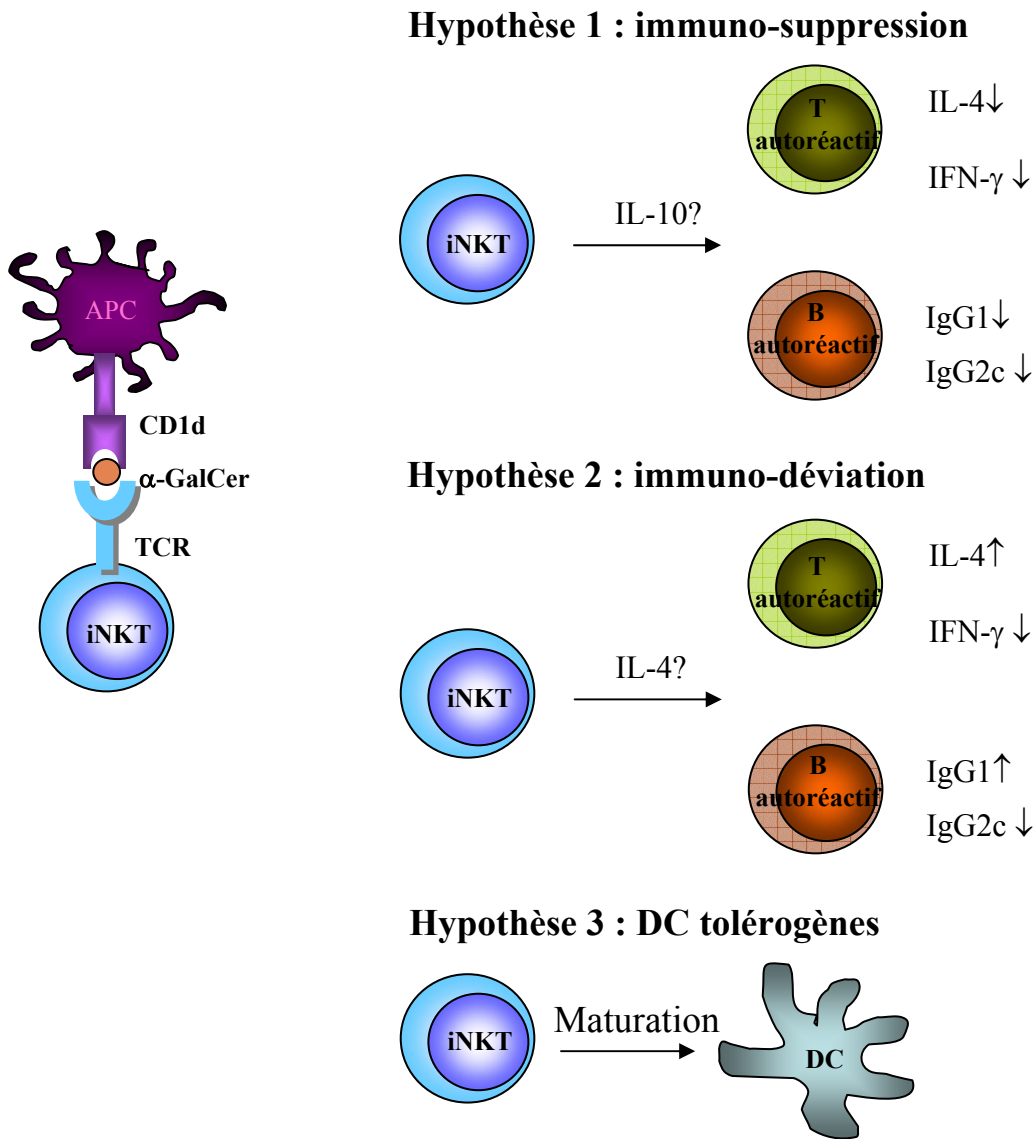 Hypothèse 1 : immuno-suppression
APC
CD1d
α-GalCer
TCR
iNKT
iNKT
IL-10?
T
autoréactif
IL-4↓
IFN-γ ↓
B
autoréactif
IgG1↓
IgG2c ↓
Hypothèse 2 : immuno-déviation
iNKT
IL-4?
T
autoréactif
IL-4↑
IFN-γ ↓
B
autoréactif
IgG1↑
IgG2c ↓
Hypothèse 3 : DC tolérogènes
iNKT
Maturation
DC